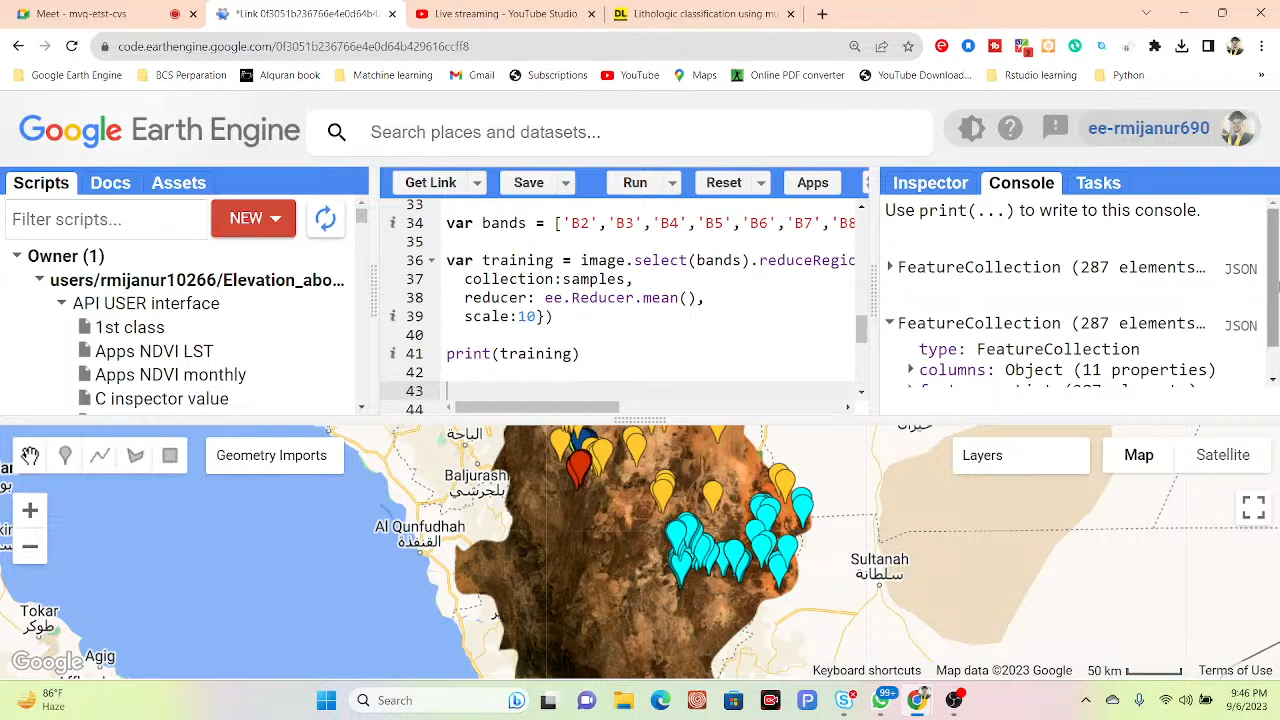 Meet - mvq-etst-crs
*Link 0f3051b236766e4e0d64b4
Live streaming - YouTube Studio
DL Lithologic classification using mu
code.earthengine.google.com/0f3051b236766e4e0d64b429616ccff8
Google Earth Engine
BCS Perparation
Alquran book
Matchine learning
Gmail
Subscriptions
YouTube
Maps
Online PDF converter
YouTube Download...
Rstudio learning
Python
»
Google Earth Engine
Search places and datasets...
ee-rmijanur690
Scripts Docs Assets
Get Link Save Run Reset Apps
Inspector Console Tasks
Filter scripts...
NEW
Owner (1)
users/rmijanur10266/Elevation_abo...
API USER interface
1st class
Apps NDVI LST
Apps NDVI monthly
C inspector value
33
34 var bands = ['B2','B3','B4','B5','B6','B7','B8
35
36 var training = image.select(bands).reduceRegio
37 collection:samples,
38 reducer: ee.Reducer.mean(),
39 scale:10})
40
41 print(training)
42
43
44
Use print(...) to write to this console.
FeatureCollection (287 elements... JSON
FeatureCollection (287 elements... JSON
type: FeatureCollection
columns: Object (11 properties)
Geometry Imports
Layers
Map
Satellite
الباحة
Baljurashi
بلجرشي
Al Qunfudhah
القنفذة
Sultanah
سلطانة
Tokar
طوكر
Agig
Google
Keyboard shortcuts
Map data ©2023 Google
50 km
Terms of Use
86°F
Haze
Search
99+
9:46 PM
9/6/2023